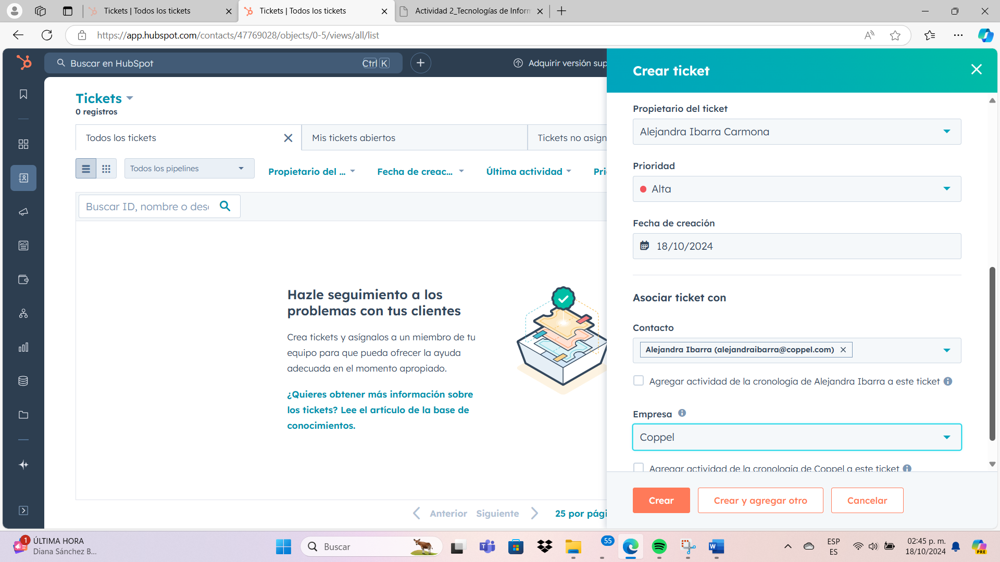 Tickets | Todos los tickets
Tickets | Todos los tickets
Actividad 2_Tecnologías de Inform
https://app.hubspot.com/contacts/47769028/objects/0-5/views/all/list
Buscar en HubSpot
Ctrl K
Adquirir versión sup
Crear ticket
Tickets
0 registros
Todos los tickets
Mis tickets abiertos
Tickets no asign
Todos los pipelines
Propietario del ...
Fecha de creac...
Última actividad
Pri
Buscar ID, nombre o desc
Hazle seguimiento a los
problemas con tus clientes
Crea tickets y asígnalos a un miembro de tu
equipo para que pueda ofrecer la ayuda
adecuada en el momento apropiado.
¿Quieres obtener más información sobre
los tickets? Lee el artículo de la base de
conocimientos.
Anterior
Siguiente
25 por pági
Propietario del ticket
Alejandra Ibarra Carmona
Prioridad
Alta
Fecha de creación
18/10/2024
Asociar ticket con
Contacto
Alejandra Ibarra (alejandraibarra@coppel.com)
Agregar actividad de la cronología de Alejandra Ibarra a este ticket
Empresa
Coppel
Agregar actividad de la cronología de Coppel a este ticket
Crear
Crear y agregar otro
Cancelar
1
ÚLTIMA HORA
Diana Sánchez B...
Buscar
55
ESP
ES
02:45 p. m.
18/10/2024
PRE